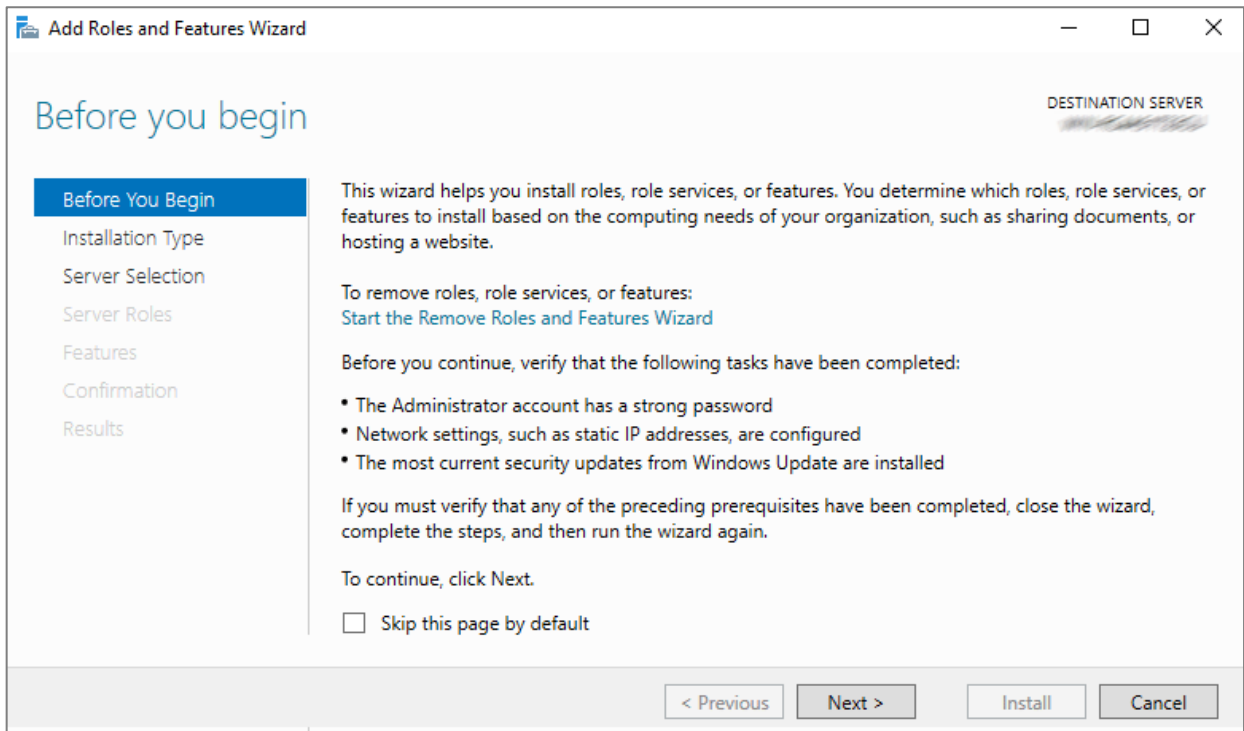 Add Roles and Features Wizard
Before you begin
DESTINATION SERVER
Before You Begin
Installation Type
Server Selection
Server Roles
Features
Confirmation
Results
This wizard helps you install roles, role services, or features. You determine which roles, role services, or
features to install based on the computing needs of your organization, such as sharing documents, or
hosting a website.
To remove roles, role services, or features:
Start the Remove Roles and Features Wizard
Before you continue, verify that the following tasks have been completed:
• The Administrator account has a strong password
• Network settings, such as static IP addresses, are configured
• The most current security updates from Windows Update are installed
If you must verify that any of the preceding prerequisites have been completed, close the wizard,
complete the steps, and then run the wizard again.
To continue, click Next.
Skip this page by default
< Previous
Next >
Install
Cancel